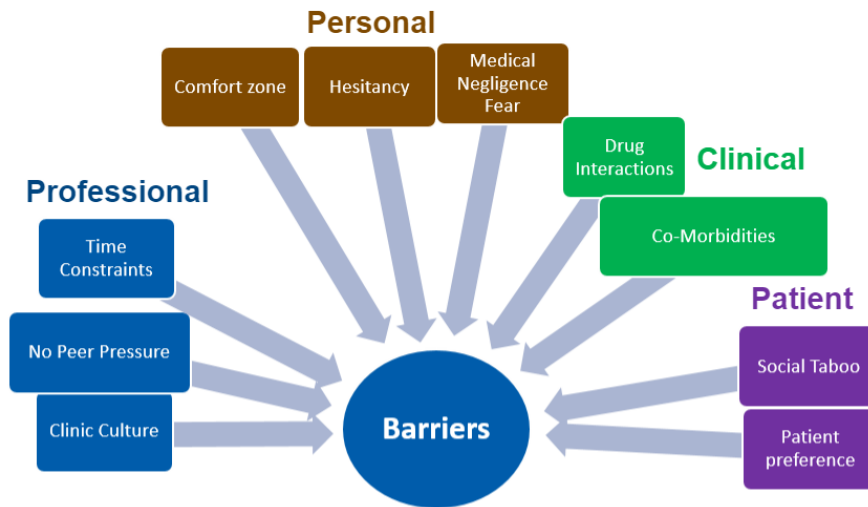 Personal
Comfort zone
Hesitancy
Medical
Negligence
Fear
Drug
Interactions
Clinical
Co-Morbidities
Professional
Time
Constraints
No Peer Pressure
Clinic Culture
Patient
Social Taboo
Patient
preference
Barriers